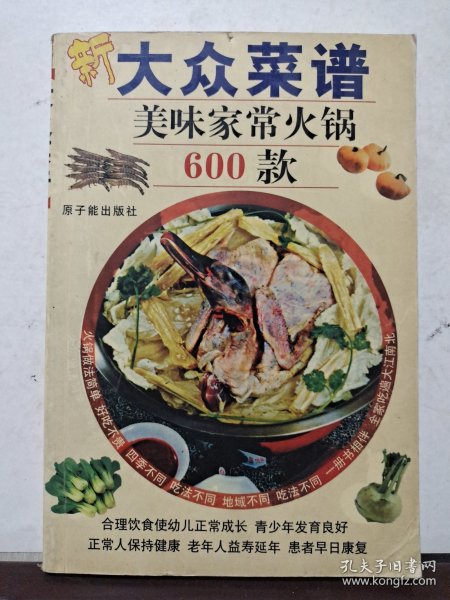 新大众菜谱
美味家常火锅
600款
原子能出版社
火锅做法简单 好吃不贵 四季不同 吃法不同 地域不同 吃法不同 一册书相伴 全家吃遍大江南北
合理饮食使幼儿正常成长 青少年发育良好
正常人保持健康 老年人益寿延年 患者早日康复
孔夫子旧书网
book.kongfz.com